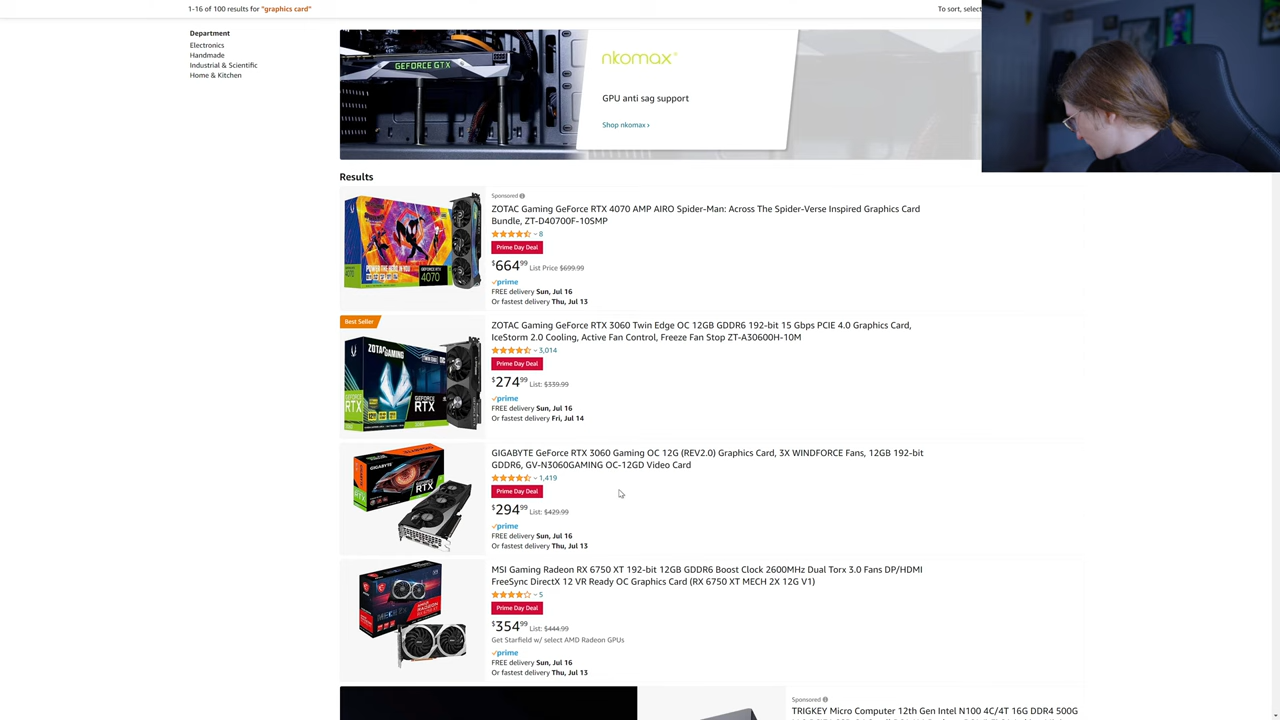 1-16 of 100 results for "graphics card"
To sort, select
Department
Electronics
Handmade
Industrial & Scientific
Home & Kitchen
GEFORCE GTX
nkomax
GPU anti sag support
Shop nkomax ›
Results
Sponsored
ZOTAC Gaming GeForce RTX 4070 AMP AIRO Spider-Man: Across The Spider-Verse Inspired Graphics Card
Bundle, ZT-D40700F-10SMP
8
Prime Day Deal
$664.99 List Price $699.99
prime
FREE delivery Sun, Jul 16
Or fastest delivery Thu, Jul 13
4070
Best Seller
ZOTAC Gaming GeForce RTX 3060 Twin Edge OC 12GB GDDR6 192-bit 15 Gbps PCIE 4.0 Graphics Card,
IceStorm 2.0 Cooling, Active Fan Control, Freeze Fan Stop ZT-A30600H-10M
3,014
Prime Day Deal
$274.99 List: $339.99
prime
FREE delivery Sun, Jul 16
Or fastest delivery Fri, Jul 14
ZOTAC GAMING
GEFORCE
RTX
RTX
GIGABYTE GeForce RTX 3060 Gaming OC 12G (REV2.0) Graphics Card, 3X WINDFORCE Fans, 12GB 192-bit
GDDR6, GV-N3060GAMING OC-12GD Video Card
1,419
Prime Day Deal
$294.99 List: $429.99
prime
FREE delivery Sun, Jul 16
Or fastest delivery Thu, Jul 13
GIGABYTE
RTX
MSI Gaming Radeon RX 6750 XT 192-bit 12GB GDDR6 Boost Clock 2600MHz Dual Torx 3.0 Fans DP/HDMI
FreeSync DirectX 12 VR Ready OC Graphics Card (RX 6750 XT MECH 2X 12G V1)
5
Prime Day Deal
$354.99 List: $444.99
Get Starfield w/ select AMD Radeon GPUs
prime
FREE delivery Sun, Jul 16
Or fastest delivery Thu, Jul 13
Sponsored
TRIGKEY Micro Computer 12th Gen Intel N100 4C/4T 16G DDR4 500G